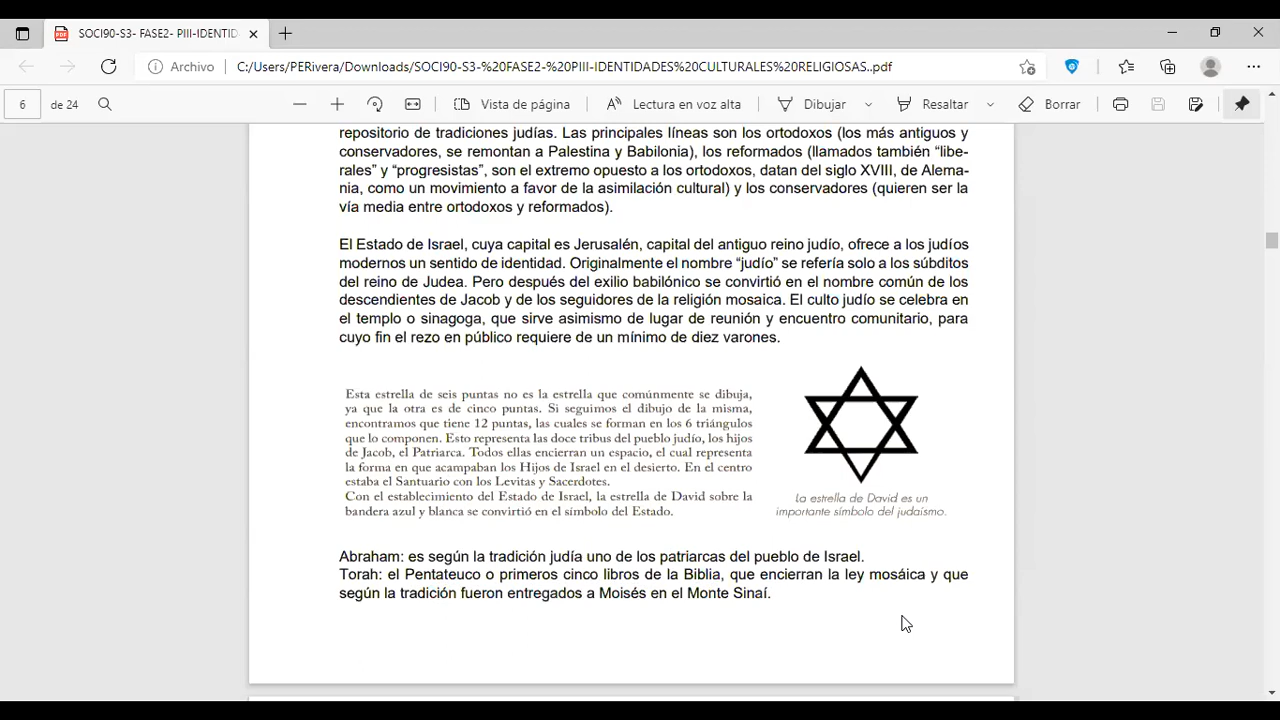 SOCI90-S3- FASE2- PIII-IDENTID
Archivo
C:/Users/PERivera/Downloads/SOCI90-S3-%20FASE2-%20PIII-IDENTIDADES%20CULTURALES%20RELIGIOSAS..pdf
6 de 24 Vista de página Lectura en voz alta Dibujar Resaltar Borrar
repositorio de tradiciones judías. Las principales líneas son los ortodoxos (los más antiguos y
conservadores, se remontan a Palestina y Babilonia), los reformados (llamados también “libe-
rales” y “progresistas”, son el extremo opuesto a los ortodoxos, datan del siglo XVIII, de Alema-
nia, como un movimiento a favor de la asimilación cultural) y los conservadores (quieren ser la
vía media entre ortodoxos y reformados).
El Estado de Israel, cuya capital es Jerusalén, capital del antiguo reino judío, ofrece a los judíos
modernos un sentido de identidad. Originalmente el nombre “judío” se refería solo a los súbditos
del reino de Judea. Pero después del exilio babilónico se convirtió en el nombre común de los
descendientes de Jacob y de los seguidores de la religión mosaica. El culto judío se celebra en
el templo o sinagoga, que sirve asimismo de lugar de reunión y encuentro comunitario, para
cuyo fin el rezo en público requiere de un mínimo de diez varones.
Esta estrella de seis puntas no es la estrella que comúnmente se dibuja,
ya que la otra es de cinco puntas. Si seguimos el dibujo de la misma,
encontramos que tiene 12 puntas, las cuales se forman en los 6 triángulos
que lo componen. Esto representa las doce tribus del pueblo judío, los hijos
de Jacob, el Patriarca. Todos ellas encierran un espacio, el cual representa
la forma en que acampaban los Hijos de Israel en el desierto. En el centro
estaba el Santuario con los Levitas y Sacerdotes.
Con el establecimiento del Estado de Israel, la estrella de David sobre la
bandera azul y blanca se convirtió en el símbolo del Estado.
La estrella de David es un
importante símbolo del judaísmo.
Abraham: es según la tradición judía uno de los patriarcas del pueblo de Israel.
Torah: el Pentateuco o primeros cinco libros de la Biblia, que encierran la ley mosáica y que
según la tradición fueron entregados a Moisés en el Monte Sinaí.